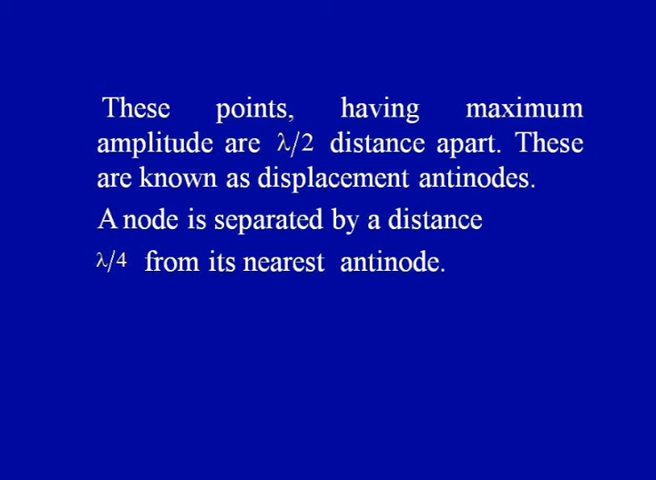 These points, having maximum
amplitude are λ/2 distance apart. These
are known as displacement antinodes.
A node is separated by a distance
λ/4 from its nearest antinode.